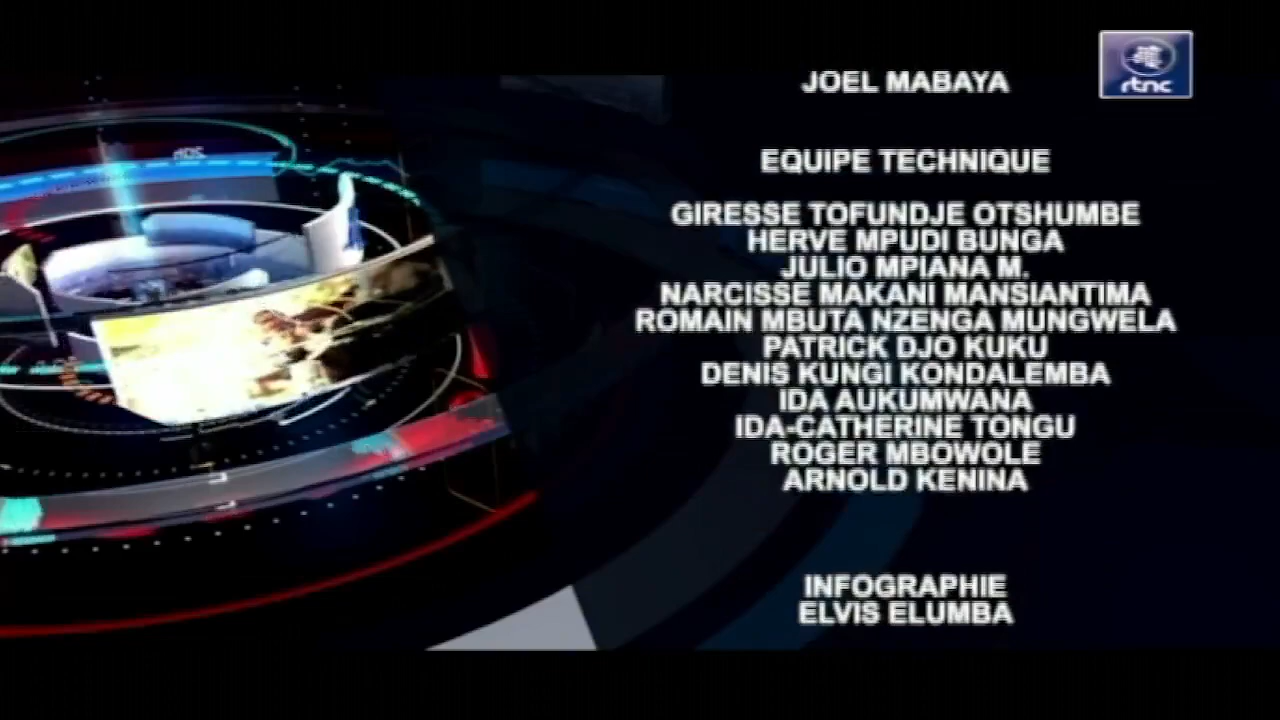 JOEL MABAYA
rtnc
EQUIPE TECHNIQUE
GIRESSE TOFUNDJE OTSHUMBE
HERVE MPUDI BUNGA
JULIO MPIANA M.
NARCISSE MAKANI MANSIANTIMA
ROMAIN MBUTA NZENGA MUNGWELA
PATRICK DJO KUKU
DENIS KUNGI KONDALEMBA
IDA AUKUMWANA
IDA-CATHERINE TONGU
ROGER MBOWOLE
ARNOLD KENINA
INFOGRAPHIE
ELVIS ELUMBA